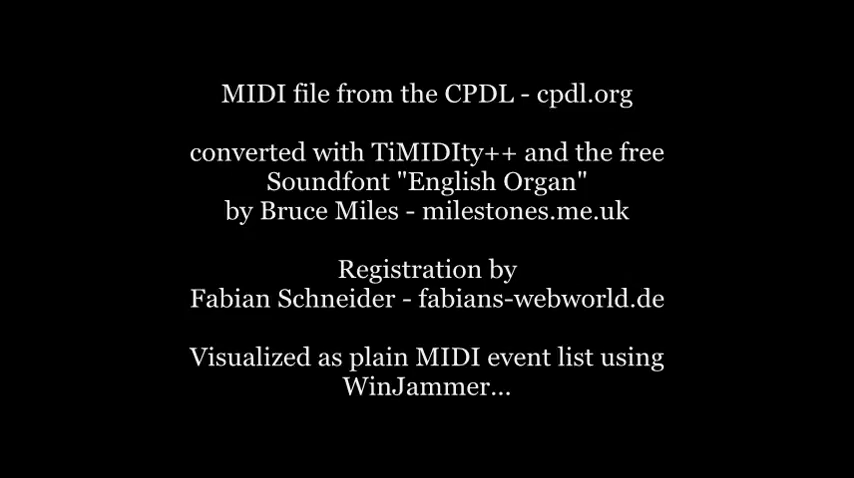 MIDI file from the CPDL - cpdl.org
converted with TiMIDIty++ and the free
Soundfont "English Organ"
by Bruce Miles - milestones.me.uk
Registration by
Fabian Schneider - fabians-webworld.de
Visualized as plain MIDI event list using
WinJammer...